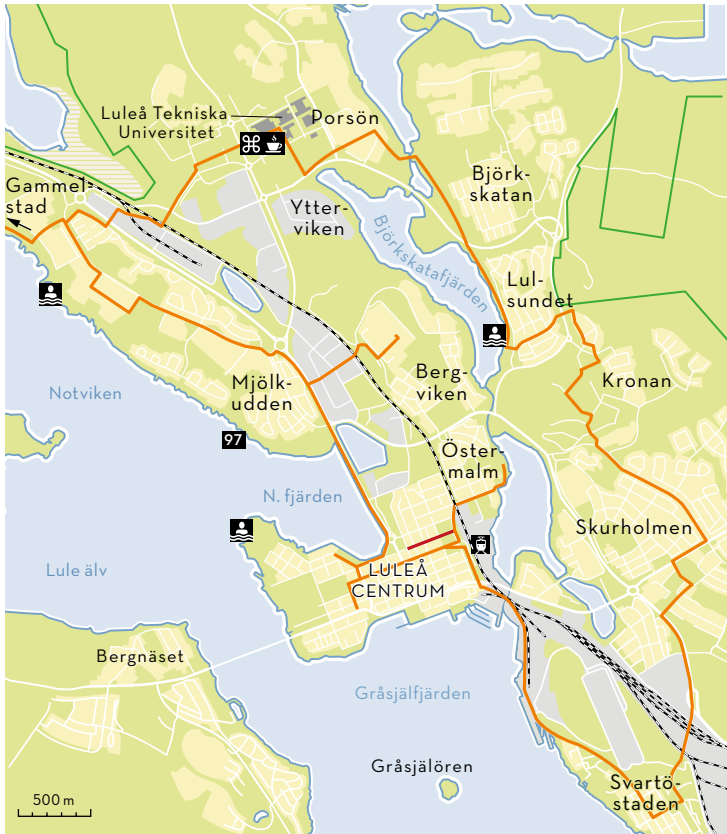 Luleå Tekniska
Universitet
Porsön
Gammel-
stad
Ytter-
viken
Björk-
skatan
Björkskatafjärden
Lul-
sundet
Notviken
Mjölk-
udden
Berg-
viken
Kronan
97
Öster-
malm
N. fjärden
Skurholmen
Lule älv
LULEÅ
CENTRUM
Bergnäset
Gråsjälfjärden
Gråsjälören
Svartö-
staden
500 m